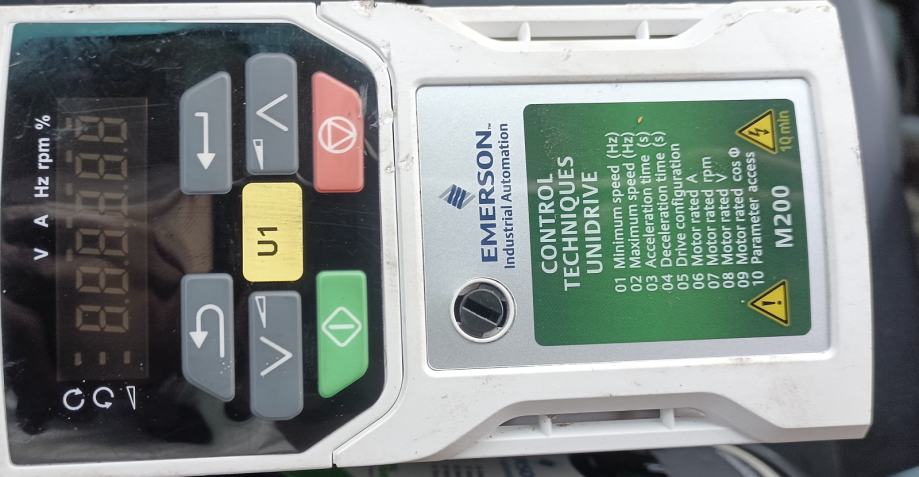 V A Hz rpm %
U1
EMERSON™
Industrial Automation
CONTROL
TECHNIQUES
UNIDRIVE
01 Minimum speed (Hz)
02 Maximum speed (Hz)
03 Acceleration time (s)
04 Deceleration time (s)
05 Drive configuration
06 Motor rated A
07 Motor rated rpm
08 Motor rated V
09 Motor rated cos Φ
10 Parameter access
10 min
M200